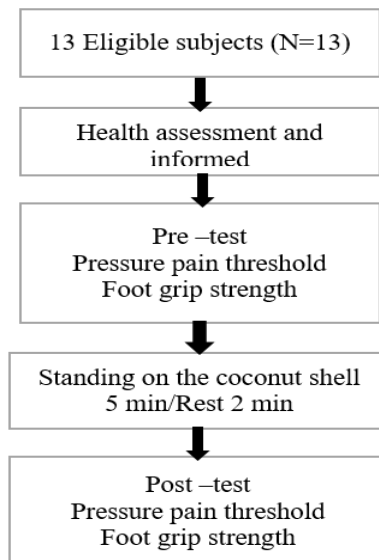 13 Eligible subjects (N=13)
Health assessment and
informed
Pre –test
Pressure pain threshold
Foot grip strength
Standing on the coconut shell
5 min/Rest 2 min
Post –test
Pressure pain threshold
Foot grip strength